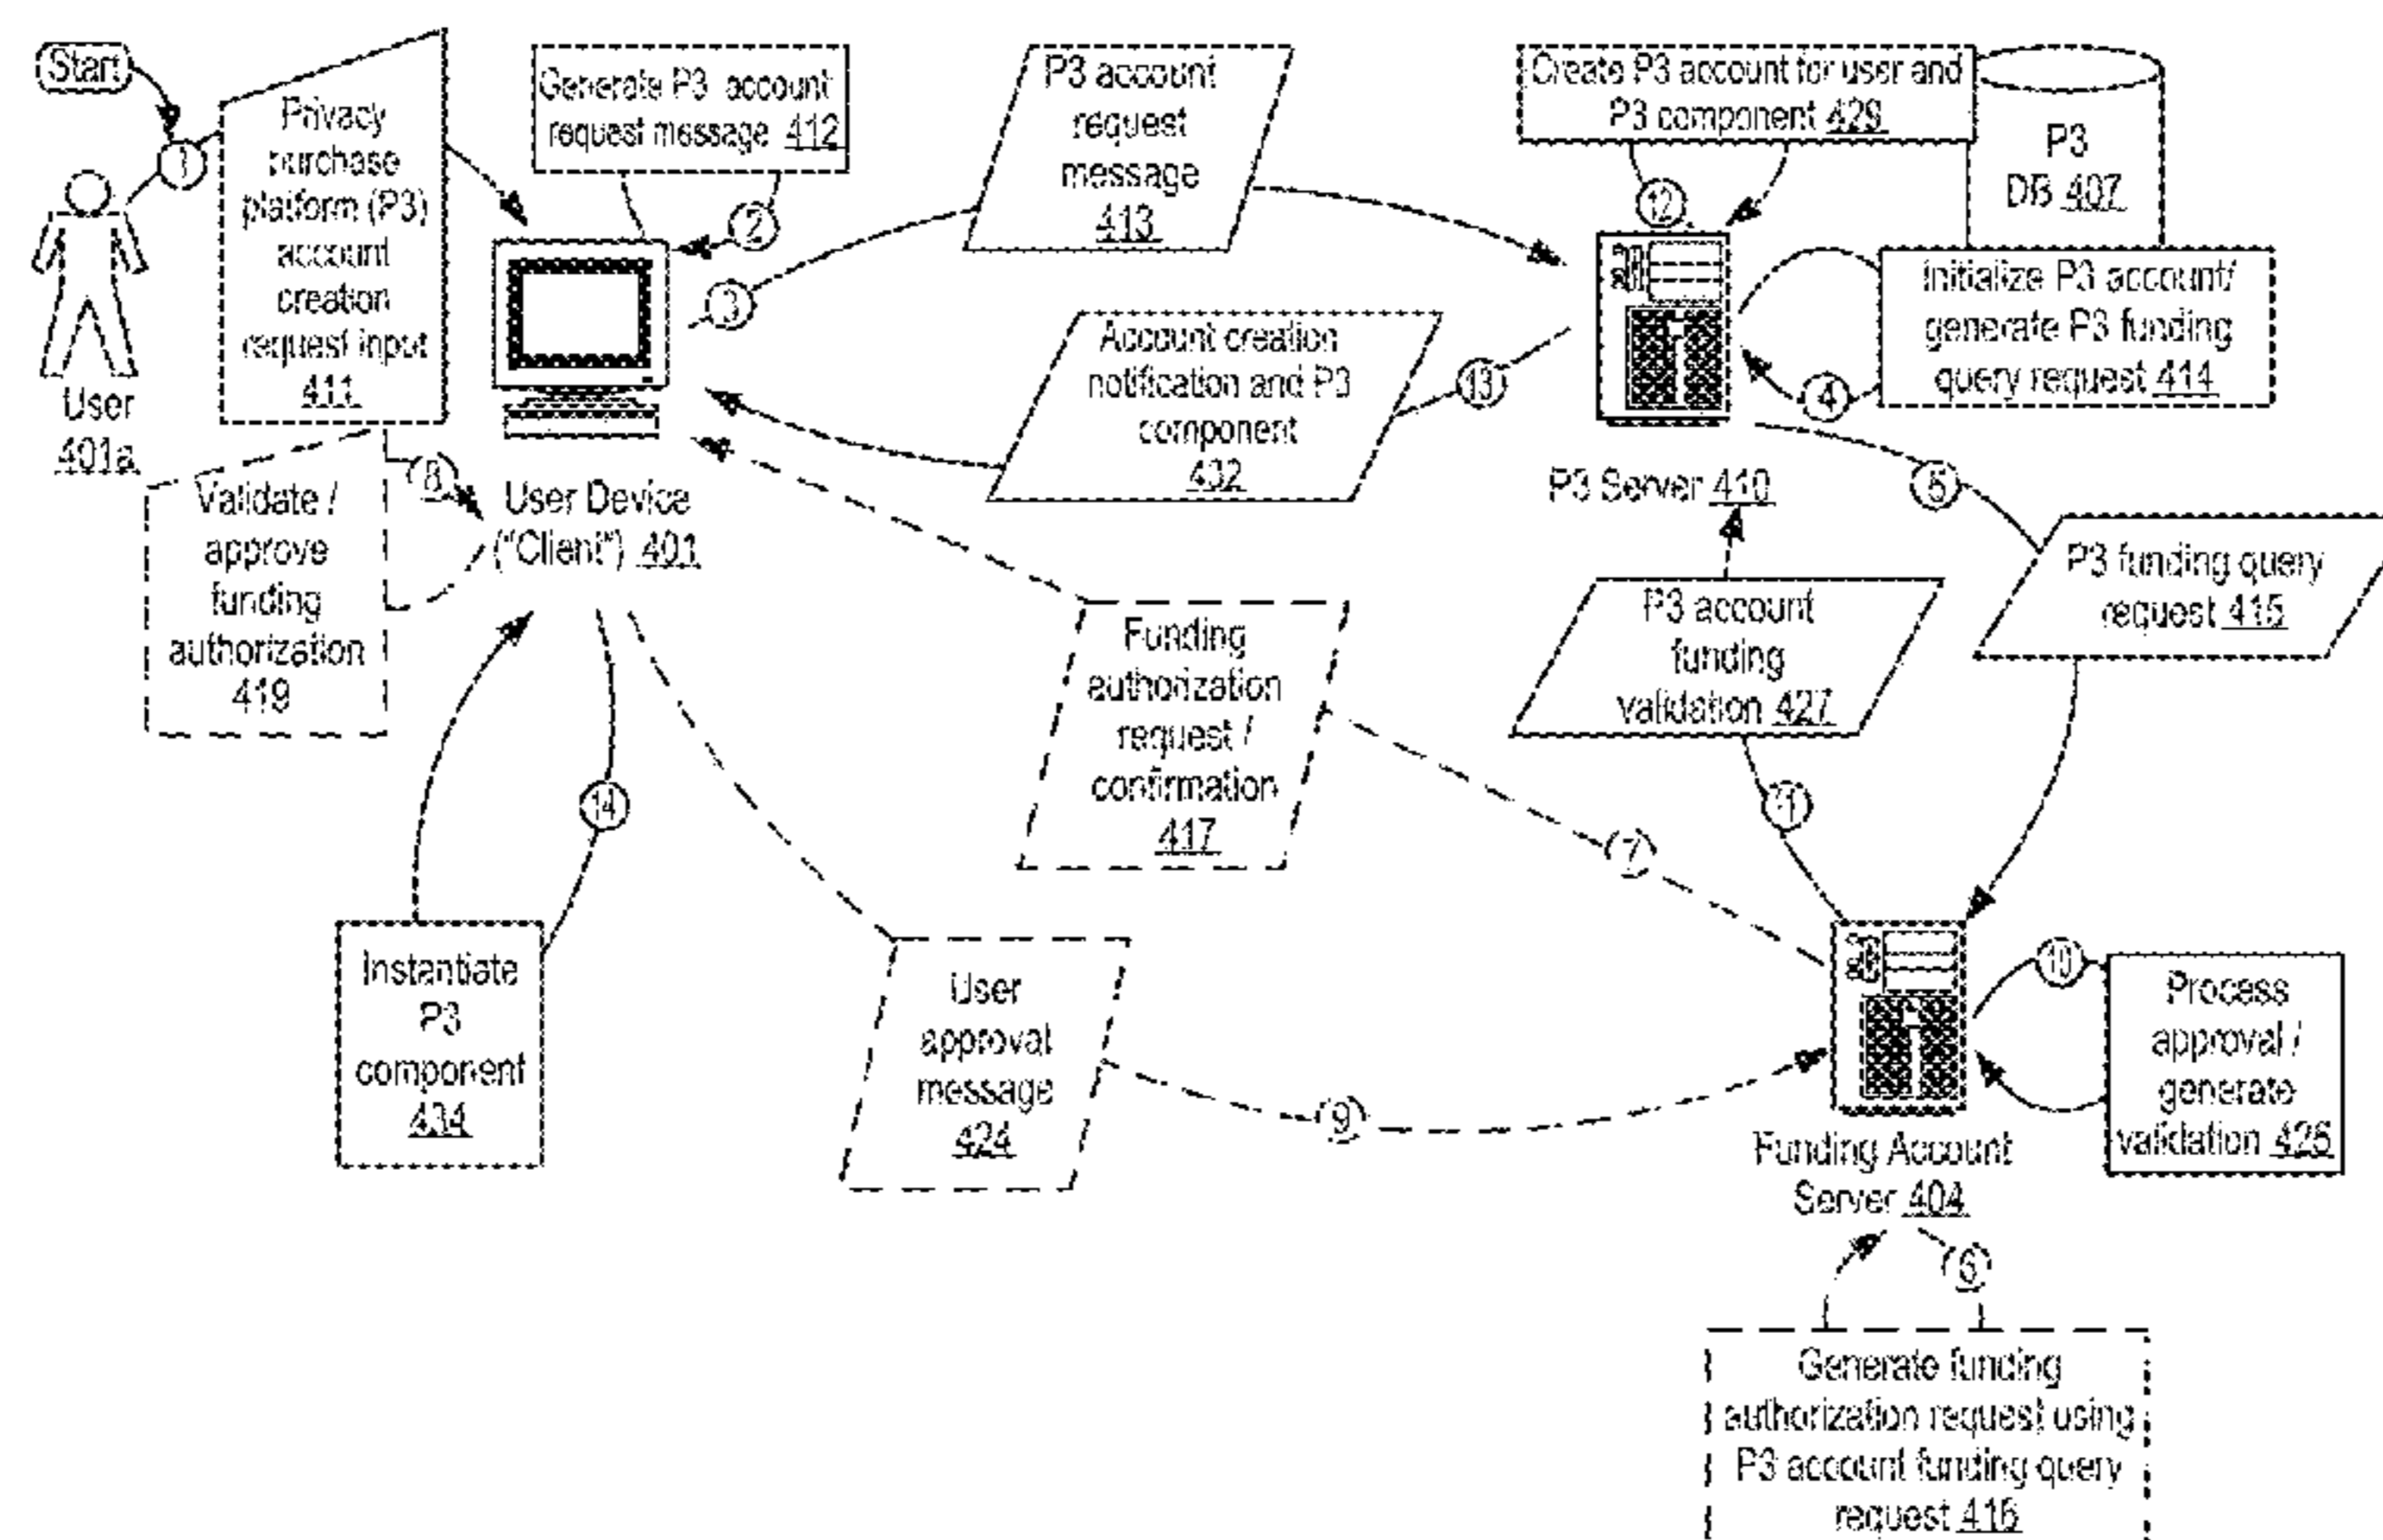 Start
1
Privacy
purchase
platform (P3)
account
creation
request input
411
User
401a
Generate P3 account
request message 412
2
3
P3 account
request
message
413
Create P3 account for user and
P3 component 429
P3
DB 407
12
Initialize P3 account/
generate P3 funding
query request 414
4
Account creation
notification and P3
component
432
13
P3 Server 410
5
P3 funding query
request 415
8
Validate /
approve
funding
authorization
419
User Device
("Client") 401
Funding
authorization
request /
confirmation
417
P3 account
funding
validation 427
11
7
14
Instantiate
P3
component
434
User
approval
message
424
9
10
Process
approval /
generate
validation 425
Funding Account
Server 404
6
Generate funding
authorization request using
P3 account funding query
request 416